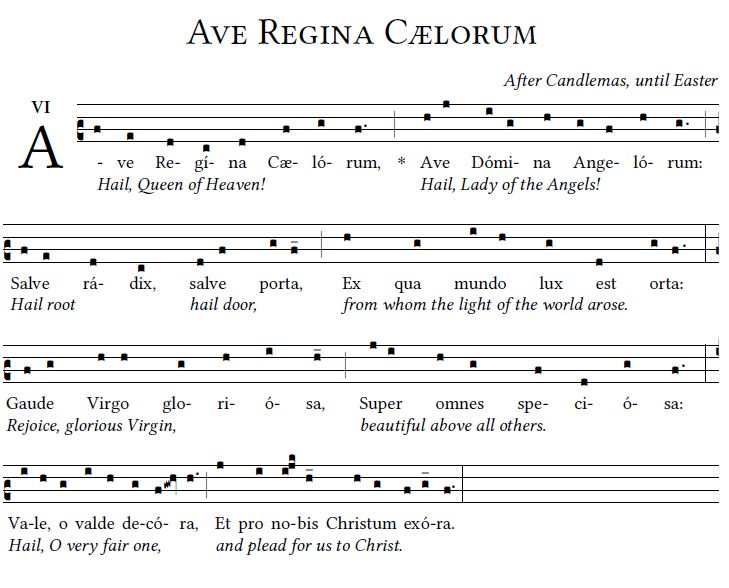 AVE REGINA CÆLORUM
After Candlemas, until Easter
VI
A - ve Re- gí- na Cæ- ló- rum, * Ave Dómi- na Ange- ló- rum:
Hail, Queen of Heaven! Hail, Lady of the Angels!
Salve rá- dix, salve porta, Ex qua mundo lux est orta:
Hail root hail door, from whom the light of the world arose.
Gaude Virgo glo- ri- ó- sa, Super omnes spe- ci- ó- sa:
Rejoice, glorious Virgin, beautiful above all others.
Va-le, o valde de-có- ra, Et pro no-bis Christum exó-ra.
Hail, O very fair one, and plead for us to Christ.